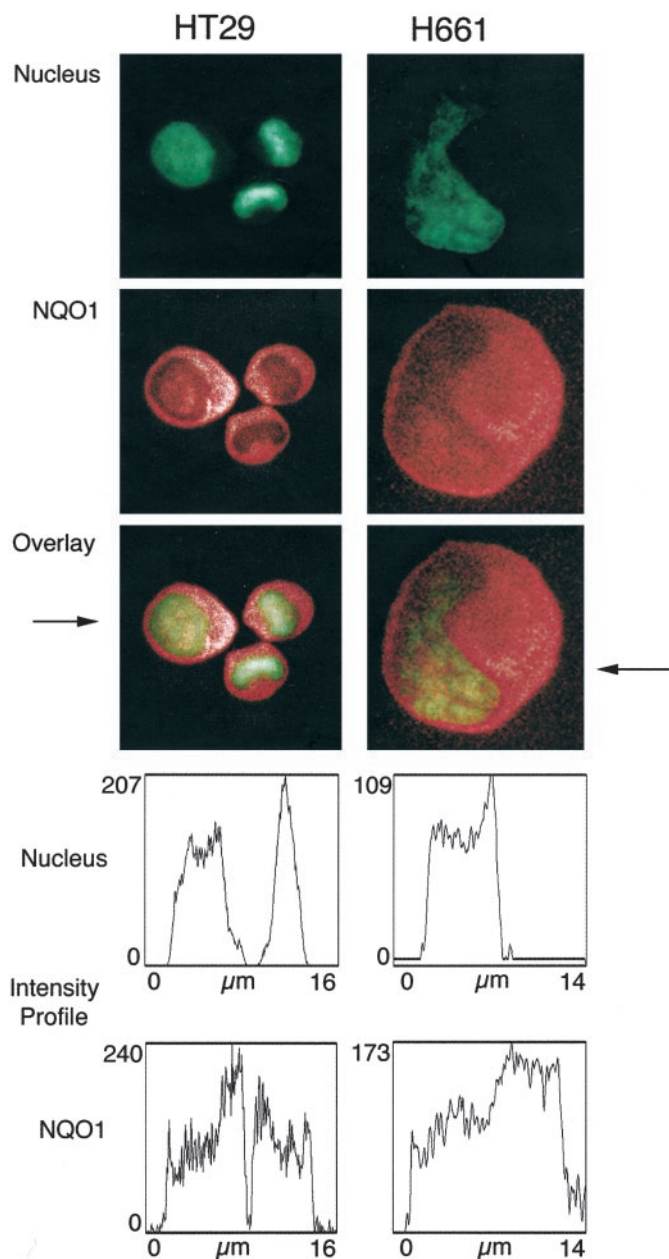 HT29 H661
Nucleus
NQO1
Overlay
207 109
Nucleus
0 0
0 µm 16 0 µm 14
Intensity
Profile
240 173
NQO1
0 0
0 µm 16 0 µm 14